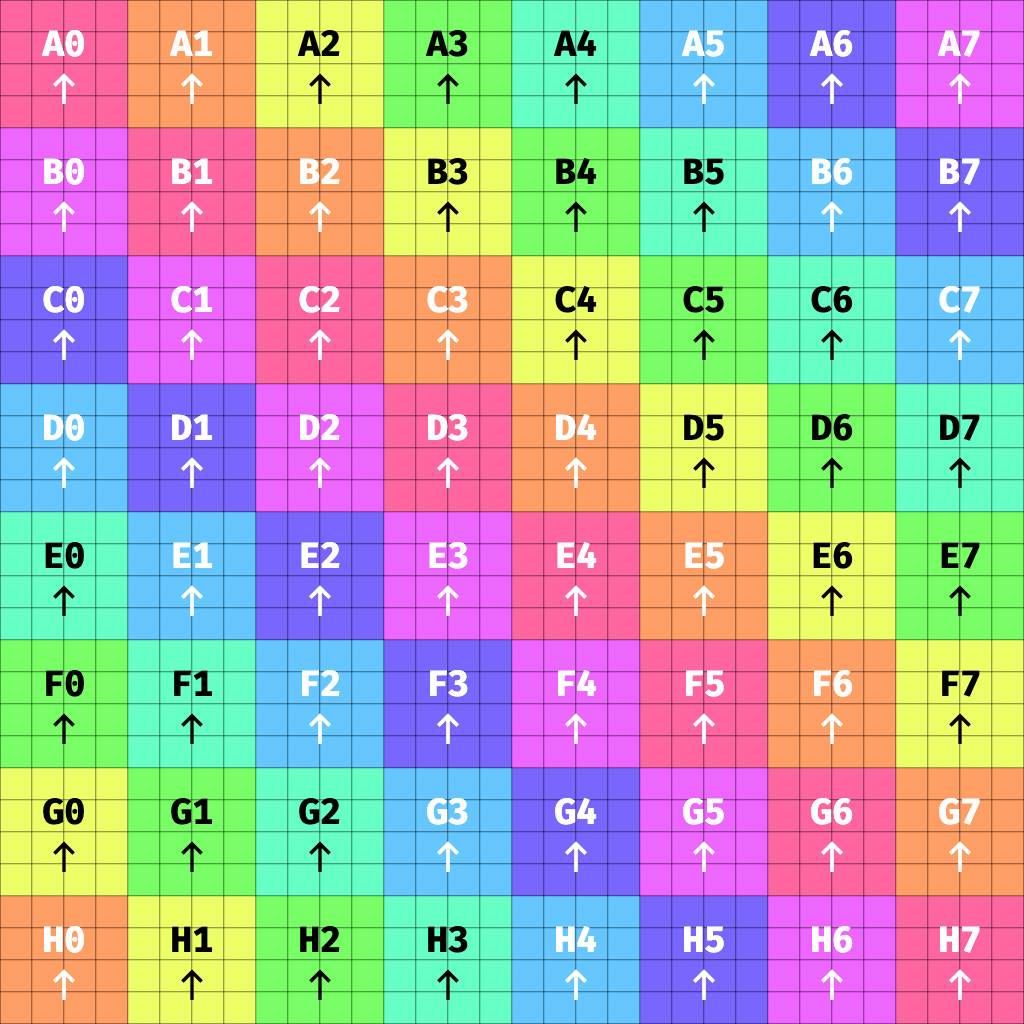 A0 A1 A2 A3 A4 A5 A6 A7
↑ ↑ ↑ ↑ ↑ ↑ ↑ ↑
B0 B1 B2 B3 B4 B5 B6 B7
↑ ↑ ↑ ↑ ↑ ↑ ↑ ↑
C0 C1 C2 C3 C4 C5 C6 C7
↑ ↑ ↑ ↑ ↑ ↑ ↑ ↑
D0 D1 D2 D3 D4 D5 D6 D7
↑ ↑ ↑ ↑ ↑ ↑ ↑ ↑
E0 E1 E2 E3 E4 E5 E6 E7
↑ ↑ ↑ ↑ ↑ ↑ ↑ ↑
F0 F1 F2 F3 F4 F5 F6 F7
↑ ↑ ↑ ↑ ↑ ↑ ↑ ↑
G0 G1 G2 G3 G4 G5 G6 G7
↑ ↑ ↑ ↑ ↑ ↑ ↑ ↑
H0 H1 H2 H3 H4 H5 H6 H7
↑ ↑ ↑ ↑ ↑ ↑ ↑ ↑